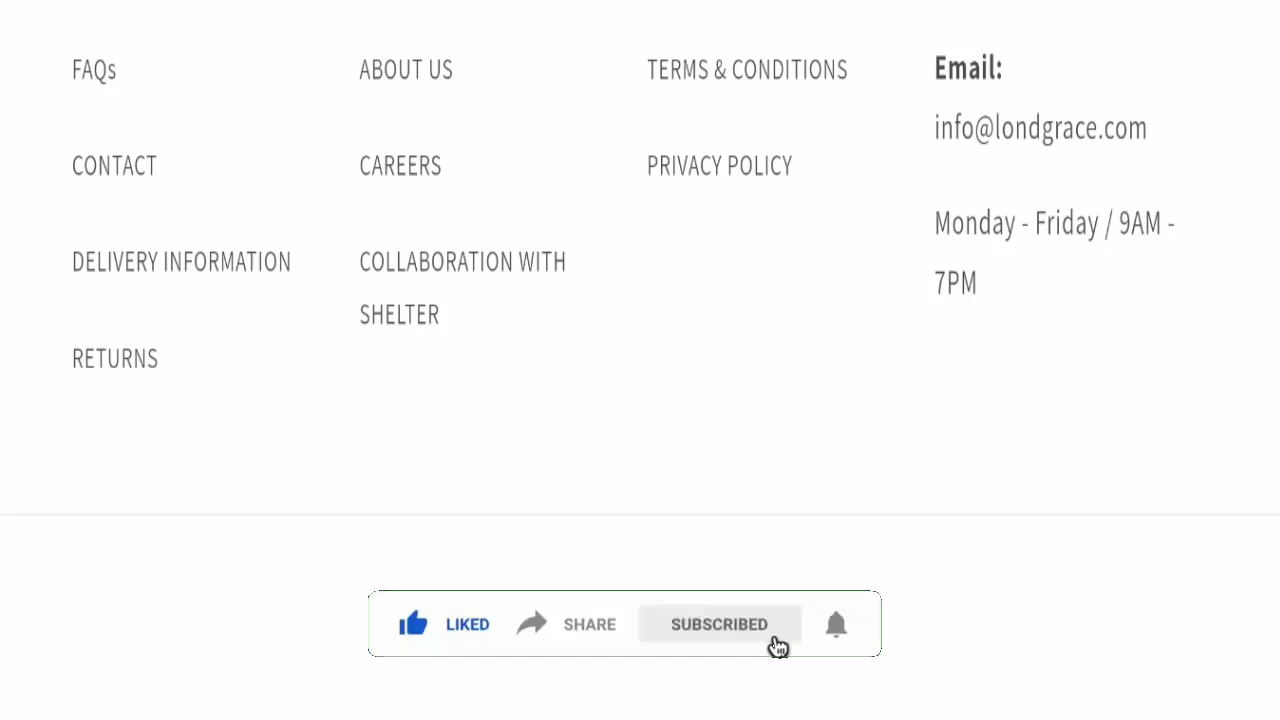 FAQs
CONTACT
DELIVERY INFORMATION
RETURNS
ABOUT US
CAREERS
COLLABORATION WITH
SHELTER
TERMS & CONDITIONS
PRIVACY POLICY
Email:
info@londgrace.com
Monday - Friday / 9AM -
7PM
LIKED
SHARE
SUBSCRIBED